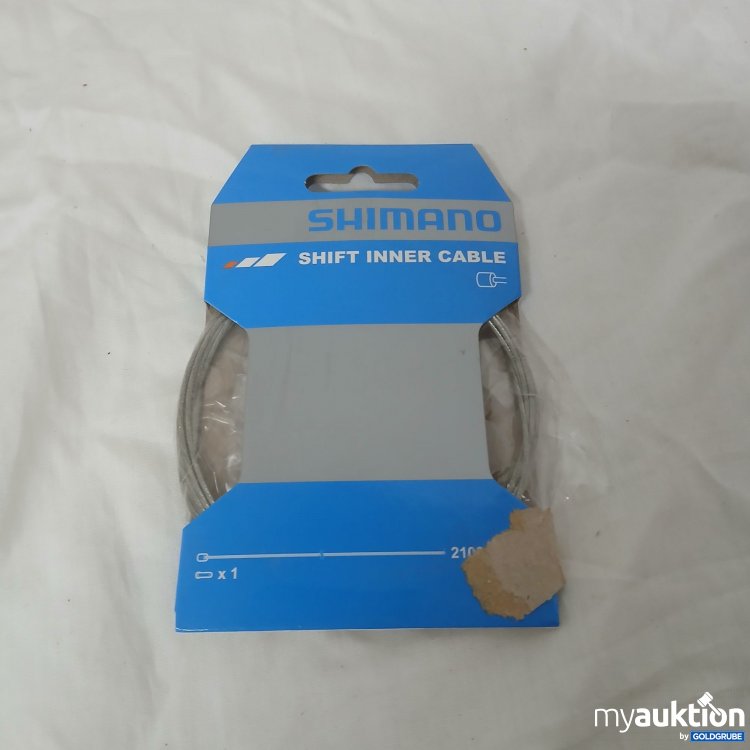 SHIMANO
SHIFT INNER CABLE
x 1
myauktion
by GOLDGRUBE